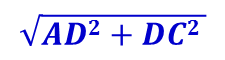 √(AD² + DC²)